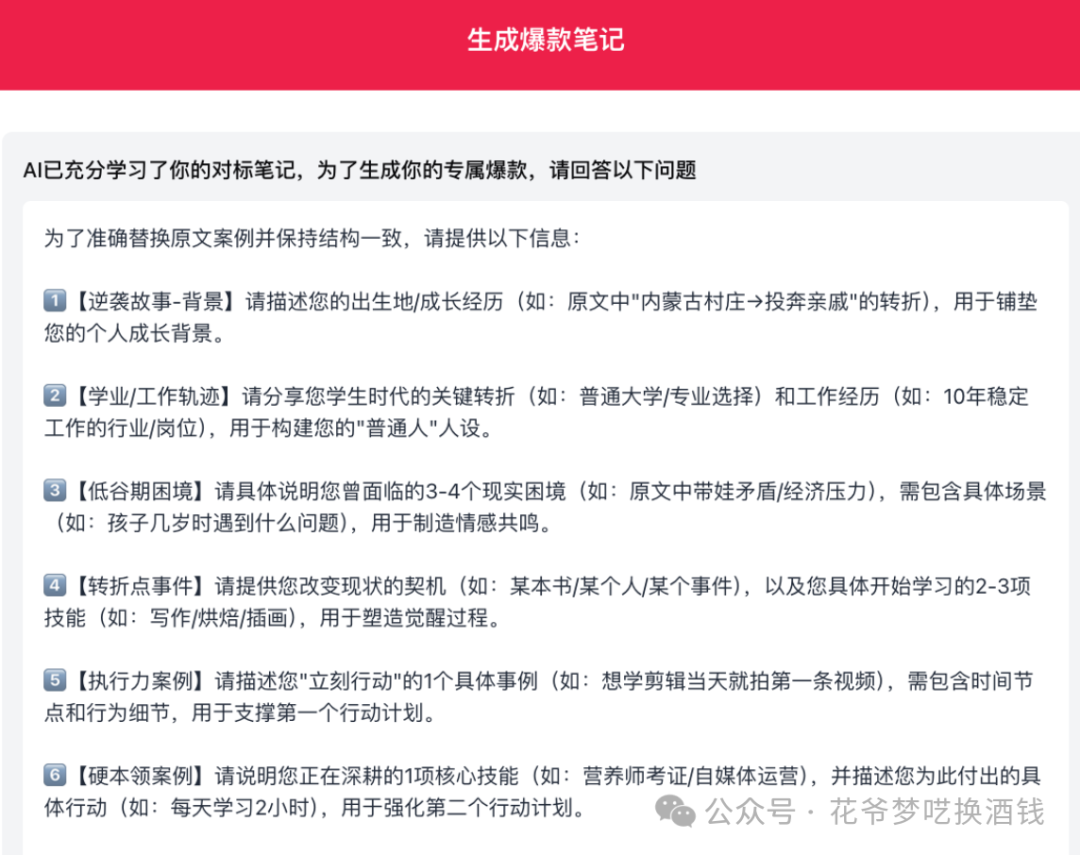 生成爆款笔记
AI已充分学习了你的对标笔记，为了生成你的专属爆款，请回答以下问题
为了准确替换原文案例并保持结构一致，请提供以下信息：
1️⃣【逆袭故事-背景】请描述您的出生地/成长经历（如：原文中"内蒙古村庄→投奔亲戚"的转折），用于铺垫
您的个人成长背景。
2️⃣【学业/工作轨迹】请分享您学生时代的关键转折（如：普通大学/专业选择）和工作经历（如：10年稳定
工作的行业/岗位），用于构建您的"普通人"人设。
3️⃣【低谷期困境】请具体说明您曾面临的3-4个现实困境（如：原文中带娃矛盾/经济压力），需包含具体场景
（如：孩子几岁时遇到什么问题），用于制造情感共鸣。
4️⃣【转折点事件】请提供您改变现状的契机（如：某本书/某个人/某个事件），以及您具体开始学习的2-3项
技能（如：写作/烘焙/插画），用于塑造觉醒过程。
5️⃣【执行力案例】请描述您"立刻行动"的1个具体事例（如：想学剪辑当天就拍第一条视频），需包含时间节
点和行为细节，用于支撑第一个行动计划。
6️⃣【硬本领案例】请说明您正在深耕的1项核心技能（如：营养师考证/自媒体运营），并描述您为此付出的具
体行动（如：每天学习2小时），用于强化第二个行动计划。
公众号 · 花爷梦呓换酒钱